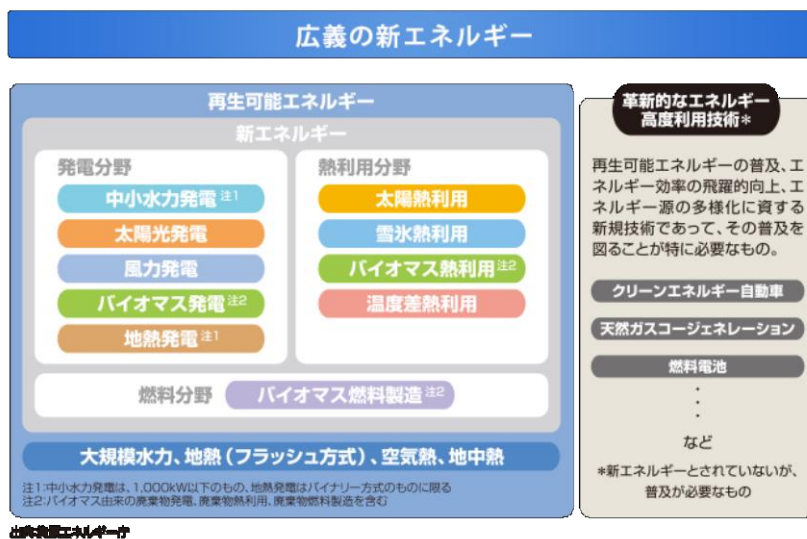 広義の新エネルギー
再生可能エネルギー
新エネルギー
発電分野
中小水力発電 注1
太陽光発電
風力発電
バイオマス発電 注2
地熱発電 注1
熱利用分野
太陽熱利用
雪氷熱利用
バイオマス熱利用 注2
温度差熱利用
燃料分野
バイオマス燃料製造 注2
大規模水力、地熱(フラッシュ方式)、空気熱、地中熱
注1:中小水力発電は、1,000kW以下のもの、地熱発電はバイナリー方式のものに限る
注2:バイオマス由来の廃棄物発電、廃棄物熱利用、廃棄物燃料製造を含む
革新的なエネルギー
高度利用技術*
再生可能エネルギーの普及、エ
ネルギー効率の飛躍的向上、エ
ネルギー源の多様化に資する
新規技術であって、その普及を
図ることが特に必要なもの。
クリーンエネルギー自動車
天然ガスコージェネレーション
燃料電池
・
・
・
など
*新エネルギーとされていないが、
普及が必要なもの
エネルギー庁